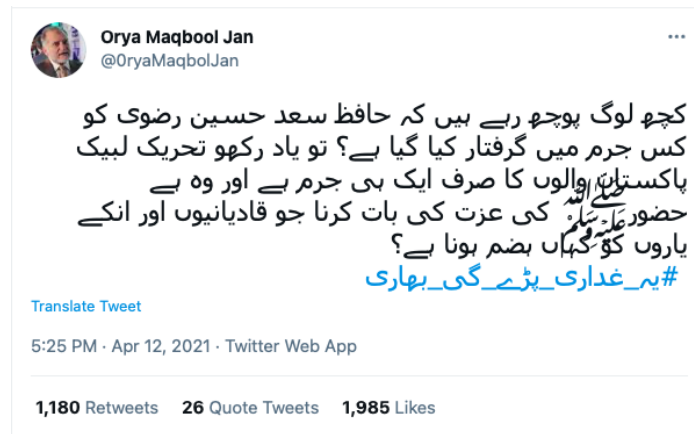 Orya Maqbool Jan
@0ryaMaqbolJan
کچھ لوگ پوچھ رہے ہیں کہ حافظ سعد حسین رضوی کو
کس جرم میں گرفتار کیا گیا ہے؟ تو یاد رکھو تحریک لبیک
پاکستان والوں کا صرف ایک ہی جرم ہے اور وہ ہے
حضور ﷺ کی عزت کی بات کرنا جو قادیانیوں اور انکے
یاروں کو کہاں ہضم ہونا ہے؟
#یہ_غداری_پڑے_گی_بھاری
Translate Tweet
5:25 PM · Apr 12, 2021 · Twitter Web App
1,180 Retweets 26 Quote Tweets 1,985 Likes